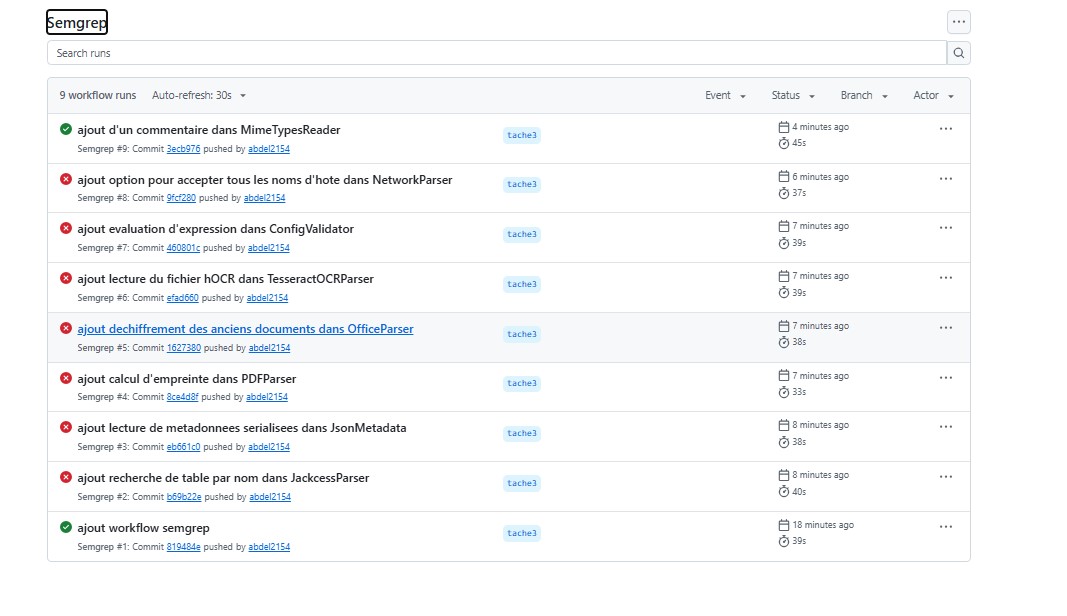 Semgrep
Search runs
9 workflow runs Auto-refresh: 30s Event Status Branch Actor
ajout d'un commentaire dans MimeTypesReader tache3 4 minutes ago
Semgrep #9: Commit 3ecb976 pushed by abdel2154 45s
ajout option pour accepter tous les noms d'hote dans NetworkParser tache3 6 minutes ago
Semgrep #8: Commit 9fcf280 pushed by abdel2154 37s
ajout evaluation d'expression dans ConfigValidator tache3 7 minutes ago
Semgrep #7: Commit 460801c pushed by abdel2154 39s
ajout lecture du fichier hOCR dans TesseractOCRParser tache3 7 minutes ago
Semgrep #6: Commit efad660 pushed by abdel2154 39s
ajout dechiffrement des anciens documents dans OfficeParser tache3 7 minutes ago
Semgrep #5: Commit 1627380 pushed by abdel2154 38s
ajout calcul d'empreinte dans PDFParser tache3 7 minutes ago
Semgrep #4: Commit 8ce4d8f pushed by abdel2154 33s
ajout lecture de metadonnees serialisees dans JsonMetadata tache3 8 minutes ago
Semgrep #3: Commit eb661c0 pushed by abdel2154 38s
ajout recherche de table par nom dans JackcessParser tache3 8 minutes ago
Semgrep #2: Commit b69b22e pushed by abdel2154 40s
ajout workflow semgrep tache3 18 minutes ago
Semgrep #1: Commit 819484e pushed by abdel2154 39s